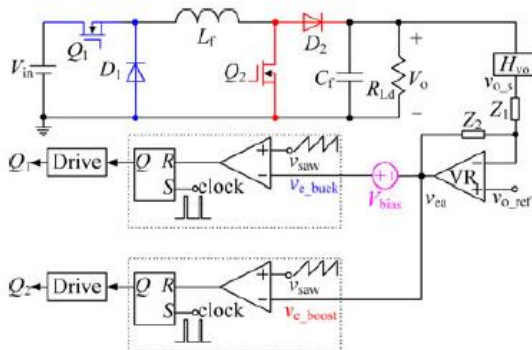 Q1
Lf
D2
+
Vin
D1
Q2
Cf
RLd
Vo
−
Hvo
vo_s
Z1
Z2
Q1
Drive
Q
R
S
clock
+
−
vsaw
ve_buck
+
Vbias
vea
VR
−
+
vo_ref
Q2
Drive
Q
R
S
clock
+
−
vsaw
ve_boost